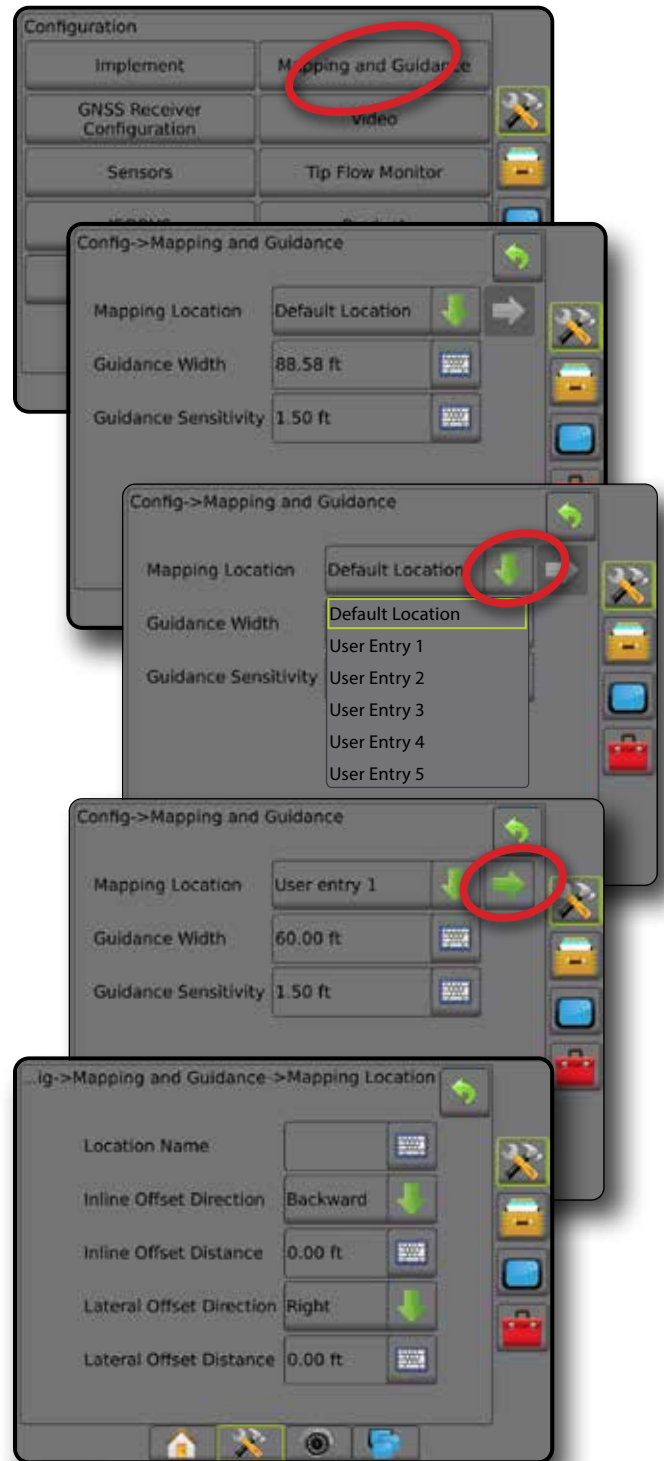 Configuration
Implement
Mapping and Guidance
GNSS Receiver
Configuration
Video
Sensors
Tip Flow Monitor
Config->Mapping and Guidance
Mapping Location
Default Location
Guidance Width
88.58 ft
Guidance Sensitivity
1.50 ft
Config->Mapping and Guidance
Mapping Location
Default Location
Guidance Width
Guidance Sensitivity
Default Location
User Entry 1
User Entry 2
User Entry 3
User Entry 4
User Entry 5
Config->Mapping and Guidance
Mapping Location
User entry 1
Guidance Width
60.00 ft
Guidance Sensitivity
1.50 ft
...ig->Mapping and Guidance->Mapping Location
Location Name
Inline Offset Direction
Backward
Inline Offset Distance
0.00 ft
Lateral Offset Direction
Right
Lateral Offset Distance
0.00 ft